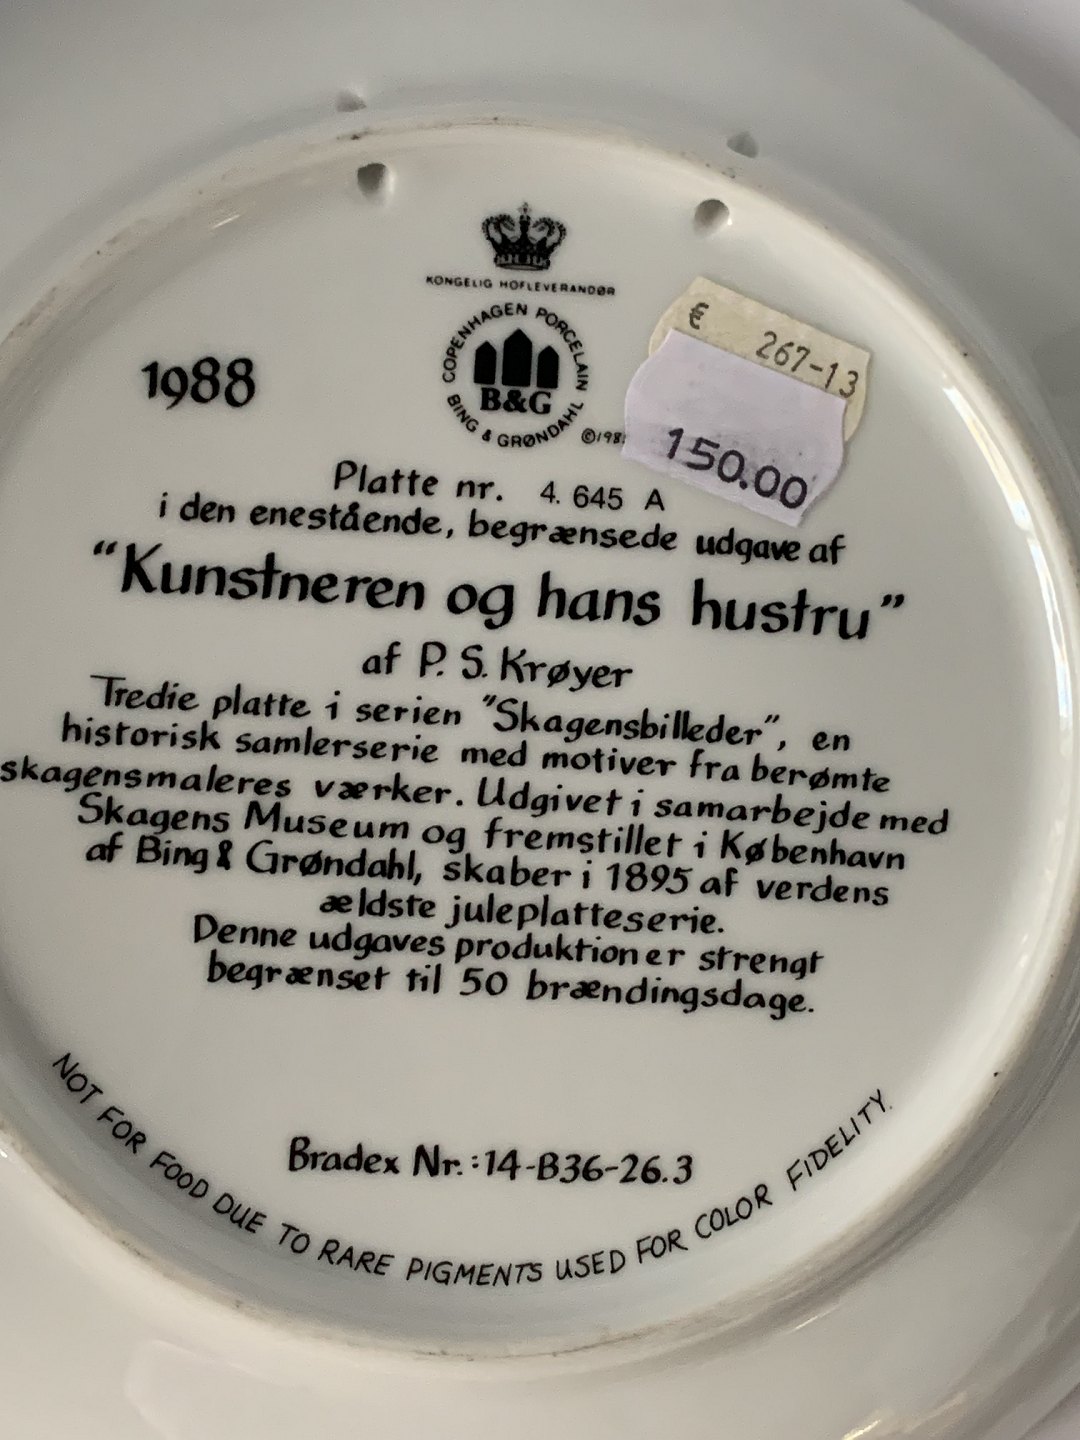 KONGELIG HOFLEVERANDØR
COPENHAGEN PORCELAIN
B&G
BING & GRØNDAHL
1988
€ 267-13
150.00
Platte nr. 4. 645 A
i den enestående, begrænsede udgave af
"Kunstneren og hans hustru"
af P. S. Krøyer
Tredie platte i serien "Skagensbilleder", en
historisk samlerserie med motiver fra berømte
skagensmaleres værker. Udgivet i samarbejde med
Skagens Museum og fremstillet i København
af Bing & Grøndahl, skaber i 1895 af verdens
ældste juleplatteserie.
Denne udgaves produktion er strengt
begrænset til 50 brændingsdage.
Bradex Nr.:14-B36-26.3
NOT FOR FOOD DUE TO RARE PIGMENTS USED FOR COLOR FIDELITY.